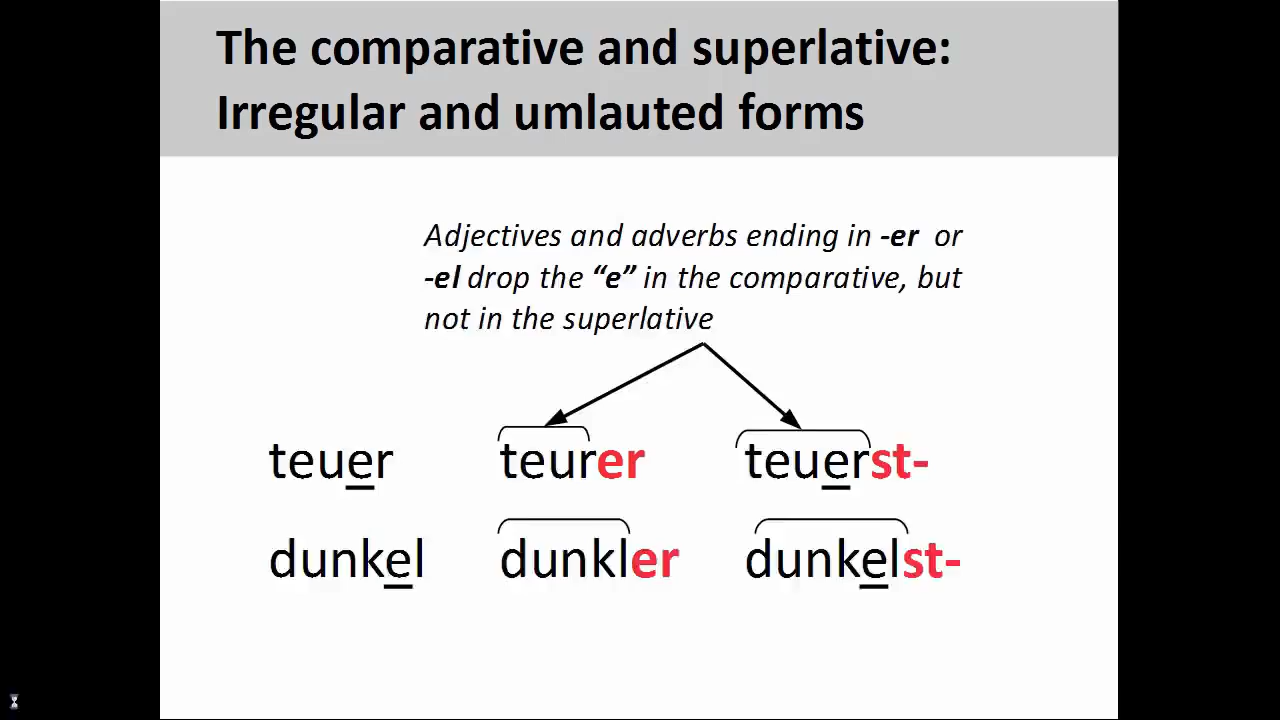 The comparative and superlative:
Irregular and umlauted forms
Adjectives and adverbs ending in -er or
-el drop the “e” in the comparative, but
not in the superlative
teuer teurer teuerst-
dunkel dunkler dunkelst-